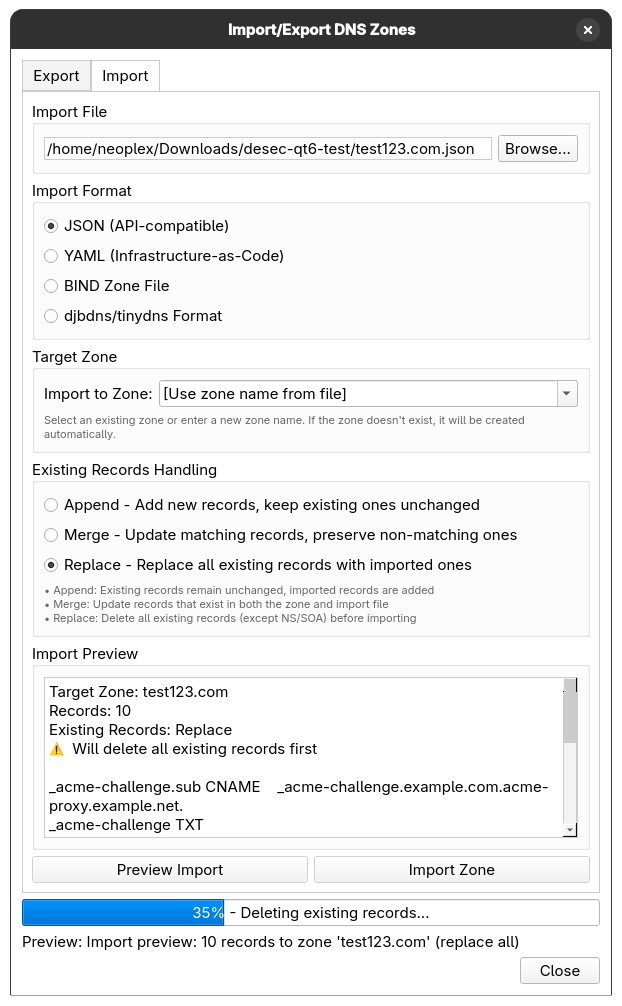 Import/Export DNS Zones
Export Import
Import File
/home/neoplex/Downloads/desec-qt6-test/test123.com.json Browse...
Import Format
JSON (API-compatible)
YAML (Infrastructure-as-Code)
BIND Zone File
djbdns/tinydns Format
Target Zone
Import to Zone: [Use zone name from file]
Select an existing zone or enter a new zone name. If the zone doesn't exist, it will be created
automatically.
Existing Records Handling
Append - Add new records, keep existing ones unchanged
Merge - Update matching records, preserve non-matching ones
Replace - Replace all existing records with imported ones
• Append: Existing records remain unchanged, imported records are added
• Merge: Update records that exist in both the zone and import file
• Replace: Delete all existing records (except NS/SOA) before importing
Import Preview
Target Zone: test123.com
Records: 10
Existing Records: Replace
⚠️ Will delete all existing records first
_acme-challenge.sub CNAME _acme-challenge.example.com.acme-
proxy.example.net.
_acme-challenge TXT
Preview Import Import Zone
35% - Deleting existing records...
Preview: Import preview: 10 records to zone 'test123.com' (replace all)
Close